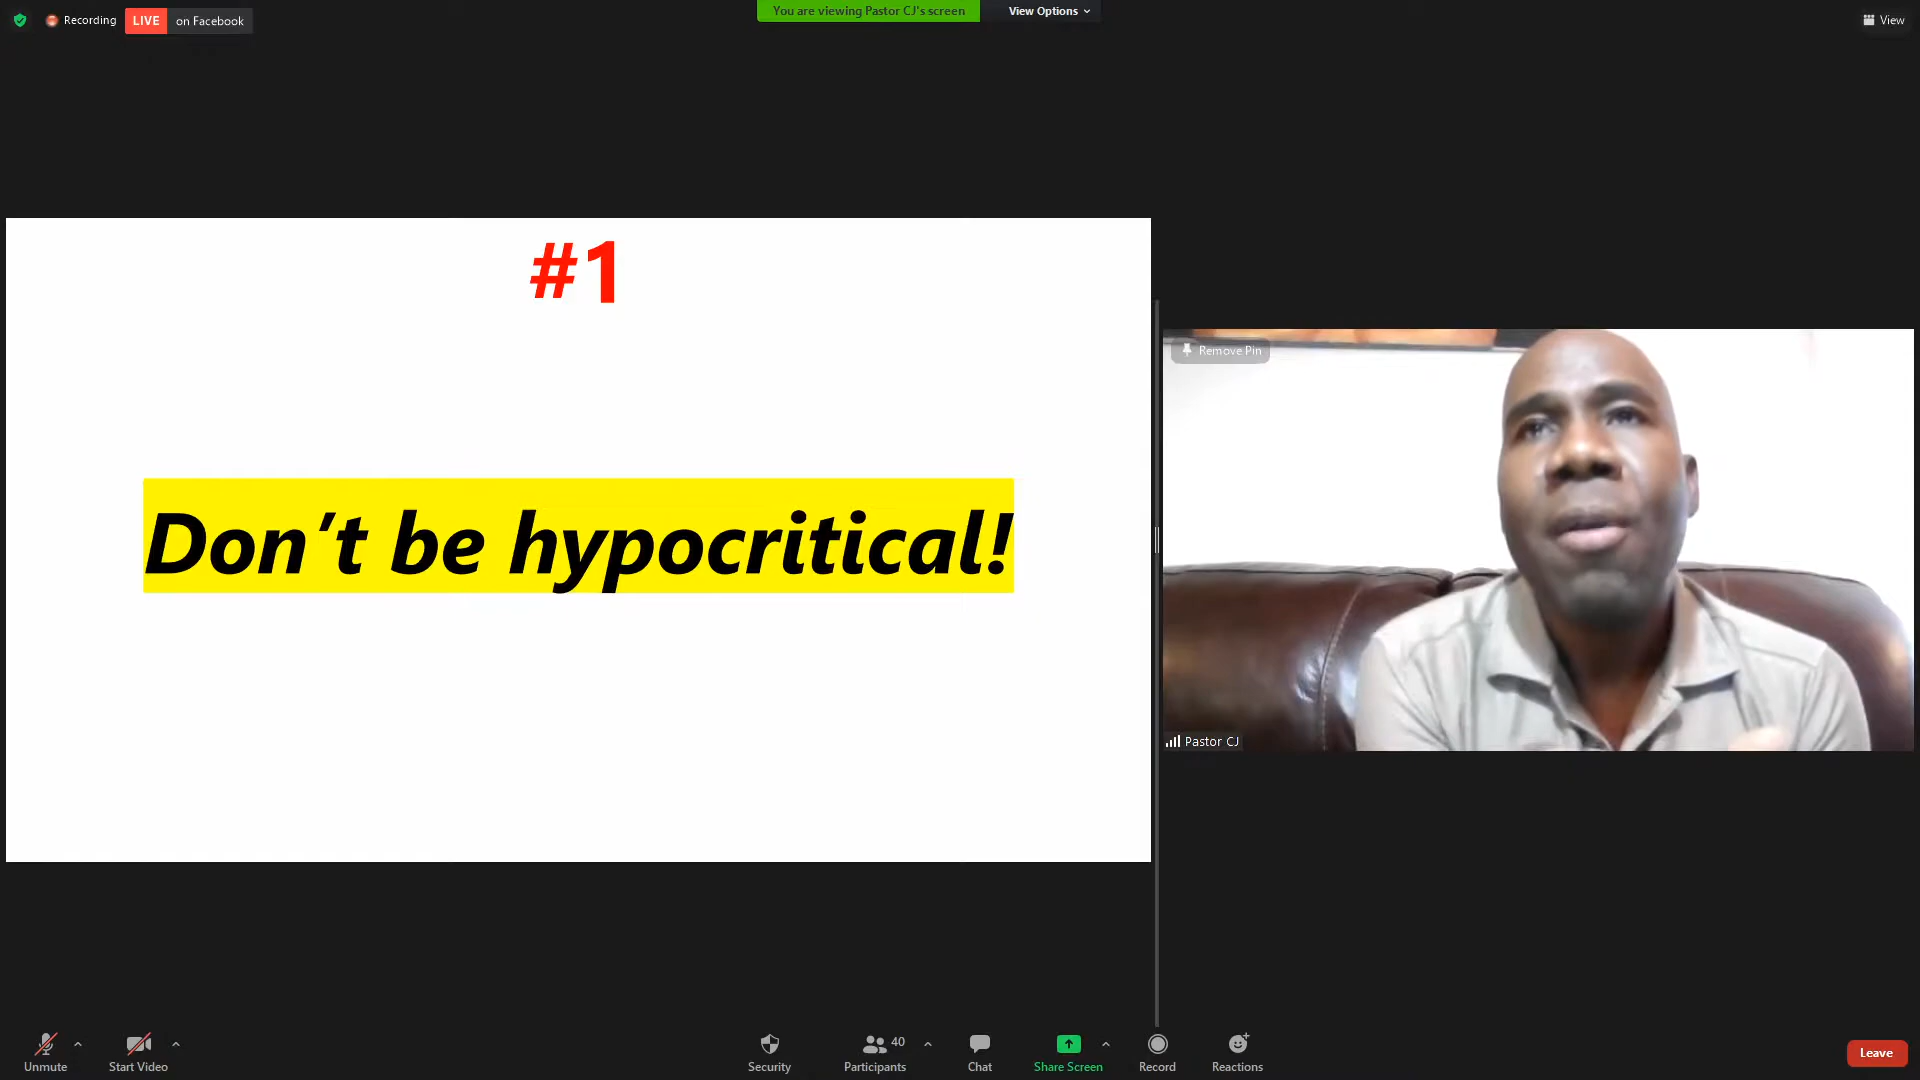 Recording
LIVE on Facebook
You are viewing Pastor CJ's screen
View Options
View
#1
Don't be hypocritical!
Remove Pin
Pastor CJ
Unmute
Start Video
Security
40
Participants
Chat
Share Screen
Record
Reactions
Leave